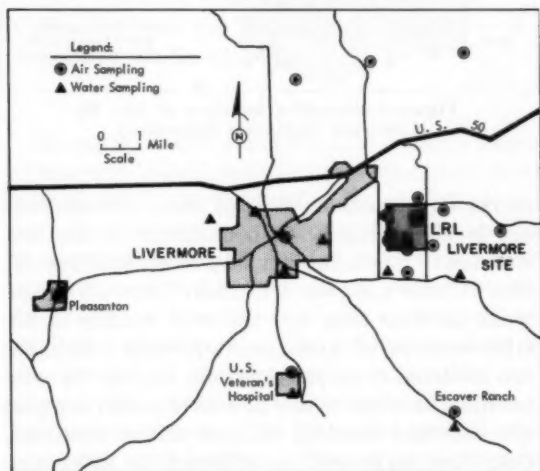 Legend:
Air Sampling
Water Sampling
0 1 Mile
Scale
N
U. S. 50
LIVERMORE
LRL
LIVERMORE
SITE
Pleasanton
U.S.
Veteran's
Hospital
Escover Ranch